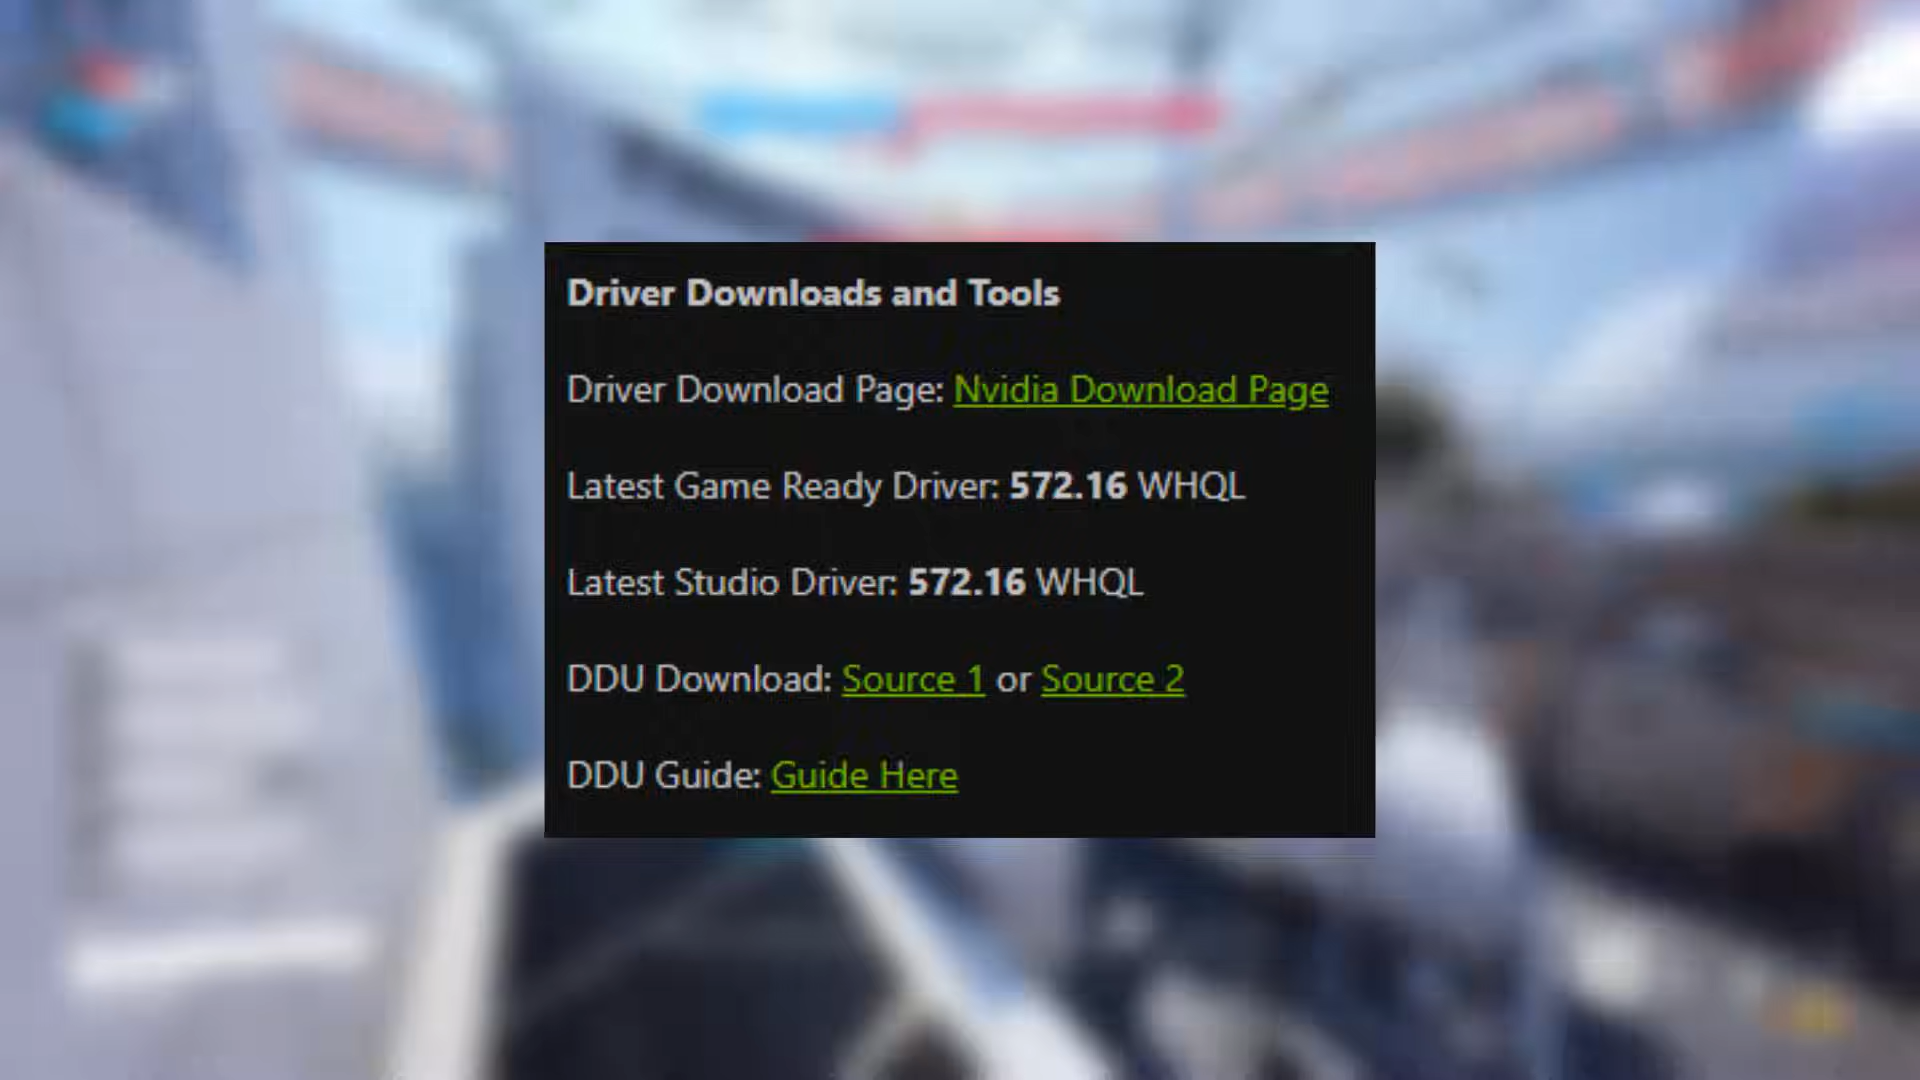 Driver Downloads and Tools
Driver Download Page: Nvidia Download Page
Latest Game Ready Driver: 572.16 WHQL
Latest Studio Driver: 572.16 WHQL
DDU Download: Source 1 or Source 2
DDU Guide: Guide Here